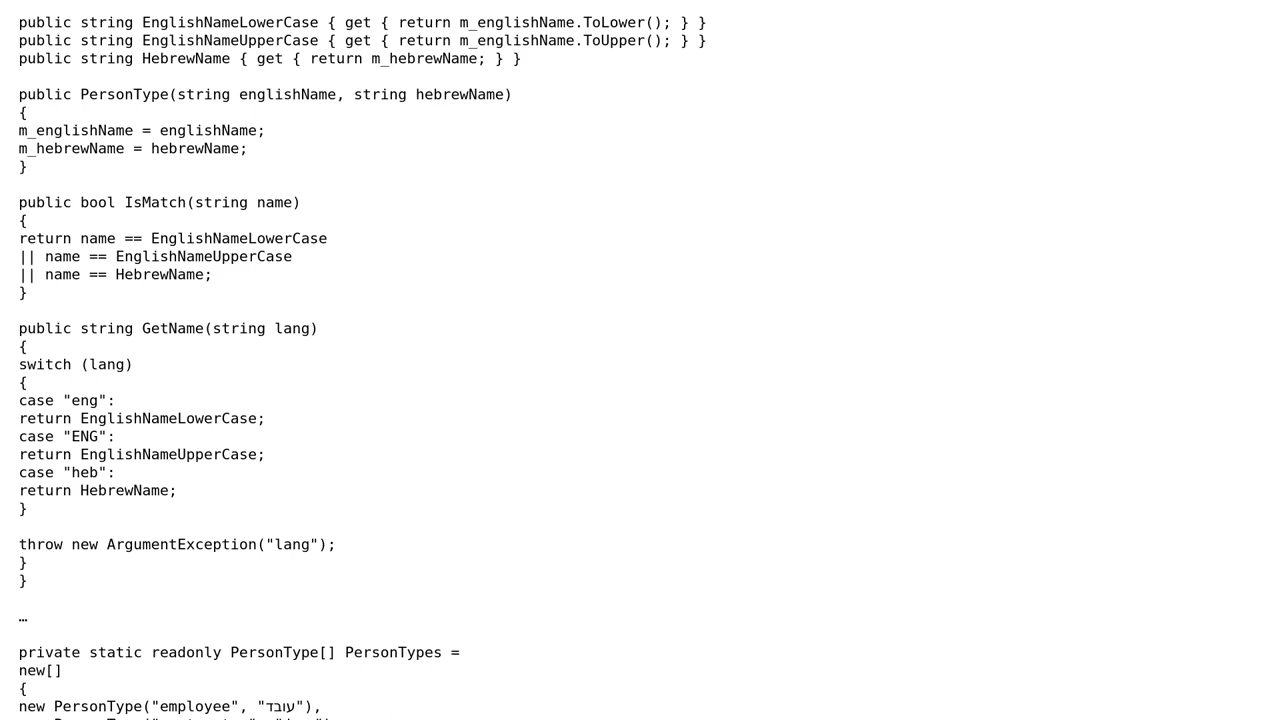 public string EnglishNameLowerCase { get { return m_englishName.ToLower(); } }
public string EnglishNameUpperCase { get { return m_englishName.ToUpper(); } }
public string HebrewName { get { return m_hebrewName; } }
public PersonType(string englishName, string hebrewName)
{
m_englishName = englishName;
m_hebrewName = hebrewName;
}
public bool IsMatch(string name)
{
return name == EnglishNameLowerCase
|| name == EnglishNameUpperCase
|| name == HebrewName;
}
public string GetName(string lang)
{
switch (lang)
{
case "eng":
return EnglishNameLowerCase;
case "ENG":
return EnglishNameUpperCase;
case "heb":
return HebrewName;
}
throw new ArgumentException("lang");
}
}
…
private static readonly PersonType[] PersonTypes =
new[]
{
new PersonType("employee", "עובד"),